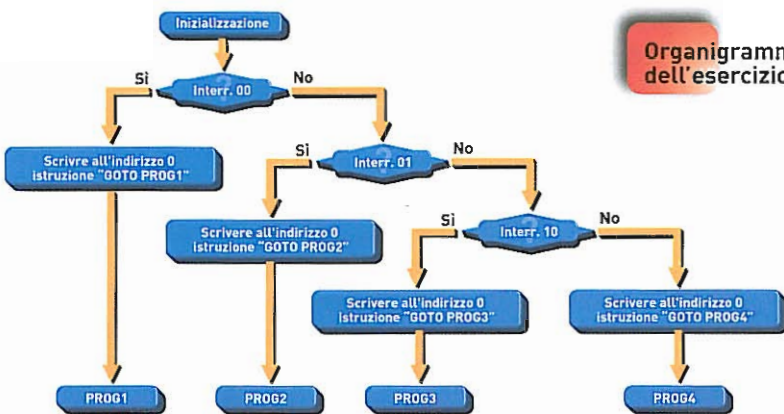 Inizializzazione
Organigramm
dell'esercizio
Sì
Interr. 00
No
Scrivre all'indirizzo 0
istruzione "GOTO PROG1"
Sì
Interr. 01
No
Scrivere all'indirizzo 0
istruzione "GOTO PROG2"
Sì
Interr. 10
No
Scrivere all'indirizzo 0
istruzione "GOTO PROG3"
Scrivere all'indirizzo 0
istruzione "GOTO PROG4"
PROG1
PROG2
PROG3
PROG4